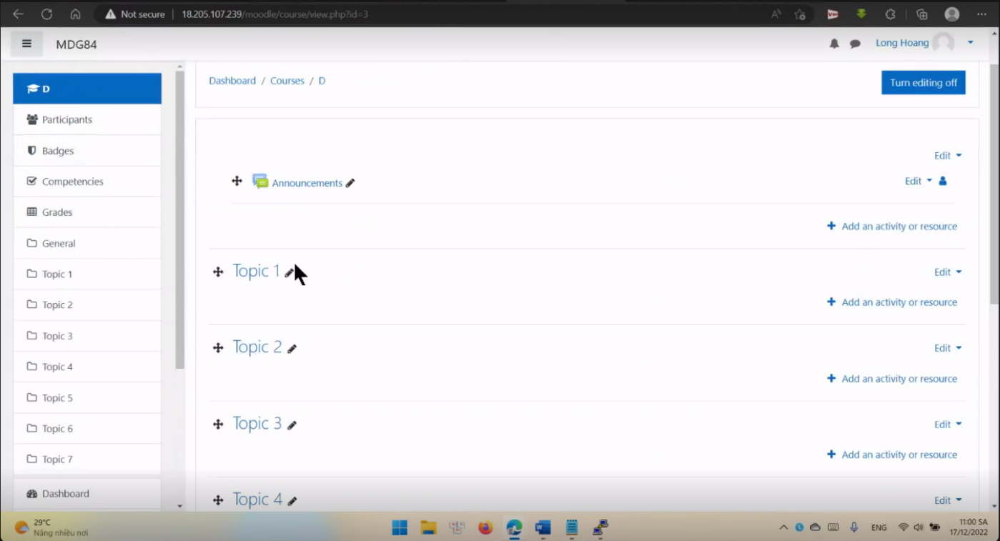 Not secure | 18.205.107.239/moodle/course/view.php?id=3
MDG84
Long Hoang
D
Participants
Badges
Competencies
Grades
General
Topic 1
Topic 2
Topic 3
Topic 4
Topic 5
Topic 6
Topic 7
Dashboard
Dashboard / Courses / D
Turn editing off
Edit
Announcements
Edit
Add an activity or resource
Topic 1
Edit
Add an activity or resource
Topic 2
Edit
Add an activity or resource
Topic 3
Edit
Add an activity or resource
Topic 4
Edit
29°C
Nắng nhiều nơi
ENG
11:00 SA
17/12/2022